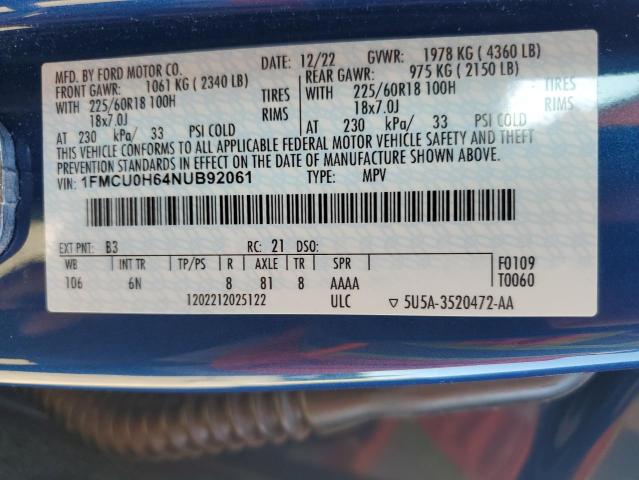 MFD. BY FORD MOTOR CO. DATE: 12/22 GVWR: 1978 KG ( 4360 LB)
FRONT GAWR: 1061 KG ( 2340 LB) REAR GAWR: 975 KG ( 2150 LB)
WITH 225/60R18 100H TIRES WITH 225/60R18 100H TIRES
18x7.0J RIMS 18x7.0J RIMS
AT 230 kPa/ 33 PSI COLD AT 230 kPa/ 33 PSI COLD
THIS VEHICLE CONFORMS TO ALL APPLICABLE FEDERAL MOTOR VEHICLE SAFETY AND THEFT
PREVENTION STANDARDS IN EFFECT ON THE DATE OF MANUFACTURE SHOWN ABOVE.
VIN: 1FMCU0H64NUB92061 TYPE: MPV
EXT PNT: B3 RC: 21 DSO:
WB INT TR TP/PS R AXLE TR SPR F0109
106 6N 8 81 8 AAAA T0060
1202212025122 ULC ▽ 5U5A-3520472-AA